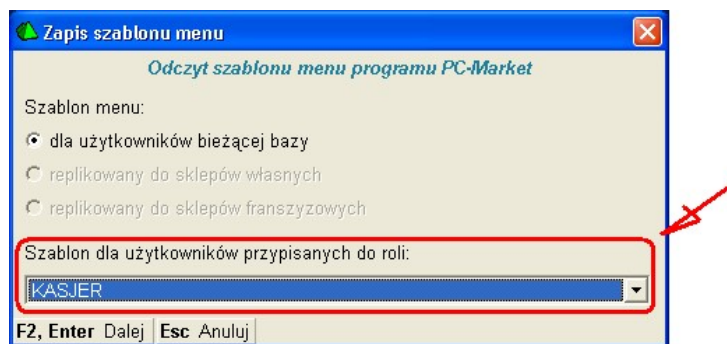 Zapis szablonu menu
Odczyt szablonu menu programu PC-Market
Szablon menu:
dla użytkowników bieżącej bazy
replikowany do sklepów własnych
replikowany do sklepów franszyzowych
Szablon dla użytkowników przypisanych do roli:
KASJER
F2, Enter Dalej Esc Anuluj